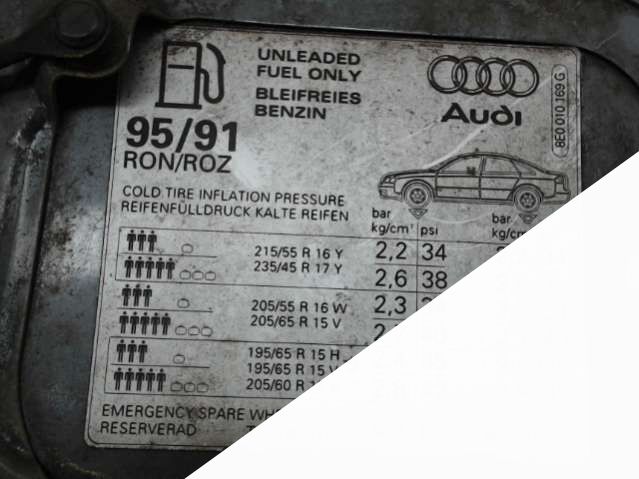 UNLEADED
FUEL ONLY
BLEIFREIES
BENZIN
Audi
8E0 010 169 G
95/91
RON/ROZ
COLD TIRE INFLATION PRESSURE
REIFENFÜLLDRUCK KALTE REIFEN
bar
kg/cm² psi
bar
kg/cm²
215/55 R 16 Y 2,2 34
235/45 R 17 Y
2,6 38
205/55 R 16 W 2,3
205/65 R 15 V
195/65 R 15 H
195/65 R 15 V
205/60 R
EMERGENCY SPARE
RESERVERAD